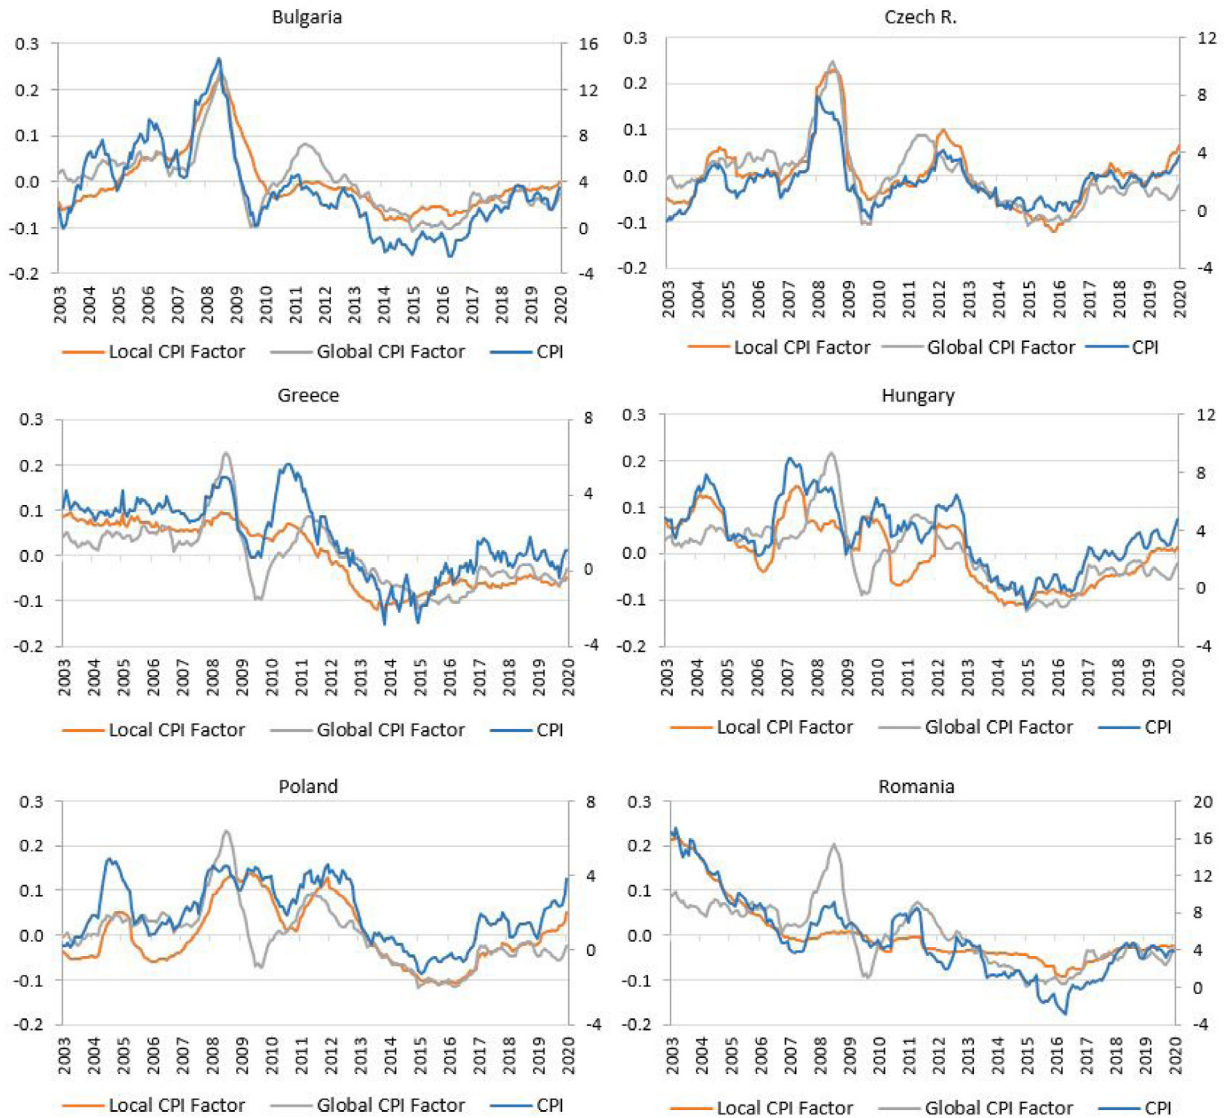 Bulgaria
0.3 16
0.2 12
0.1 8
0.0 4
-0.1 0
-0.2 -4
2003 2004 2005 2006 2007 2008 2009 2010 2011 2012 2013 2014 2015 2016 2017 2018 2019 2020
Local CPI Factor Global CPI Factor CPI
Czech R.
0.3 12
0.2 8
0.1 4
0.0
-0.1 0
-0.2 -4
2003 2004 2005 2006 2007 2008 2009 2010 2011 2012 2013 2014 2015 2016 2017 2018 2019 2020
Local CPI Factor Global CPI Factor CPI
Greece
0.3 8
0.2 4
0.1
0.0 0
-0.1
-0.2 -4
2003 2004 2005 2006 2007 2008 2009 2010 2011 2012 2013 2014 2015 2016 2017 2018 2019 2020
Local CPI Factor Global CPI Factor CPI
Hungary
0.3 12
0.2 8
0.1 4
0.0
-0.1 0
-0.2 -4
2003 2004 2005 2006 2007 2008 2009 2010 2011 2012 2013 2014 2015 2016 2017 2018 2019 2020
Local CPI Factor Global CPI Factor CPI
Poland
0.3 8
0.2 4
0.1
0.0 0
-0.1
-0.2 -4
2003 2004 2005 2006 2007 2008 2009 2010 2011 2012 2013 2014 2015 2016 2017 2018 2019 2020
Local CPI Factor Global CPI Factor CPI
Romania
0.3 20
0.2 16
0.1 12
0.0 8
-0.1 4
-0.2 0
-4
2003 2004 2005 2006 2007 2008 2009 2010 2011 2012 2013 2014 2015 2016 2017 2018 2019 2020
Local CPI Factor Global CPI Factor CPI